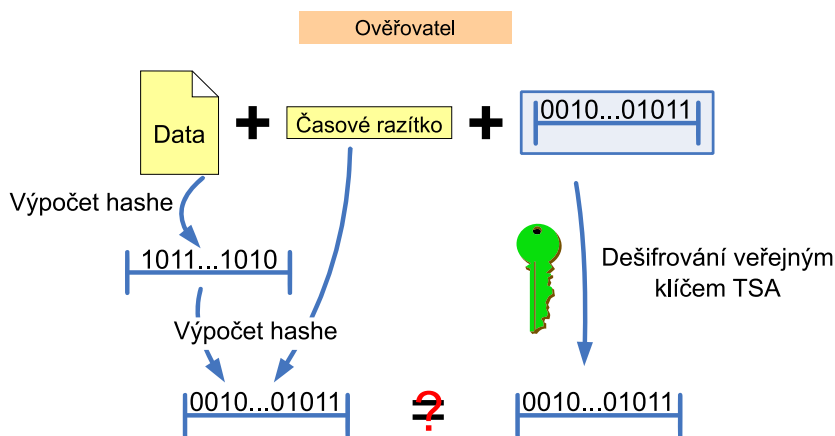 Ověřovatel
Data
+
Časové razítko
+
0010...01011
Výpočet hashe
1011...1010
Dešifrování veřejným
klíčem TSA
Výpočet hashe
0010...01011
=
?
0010...01011